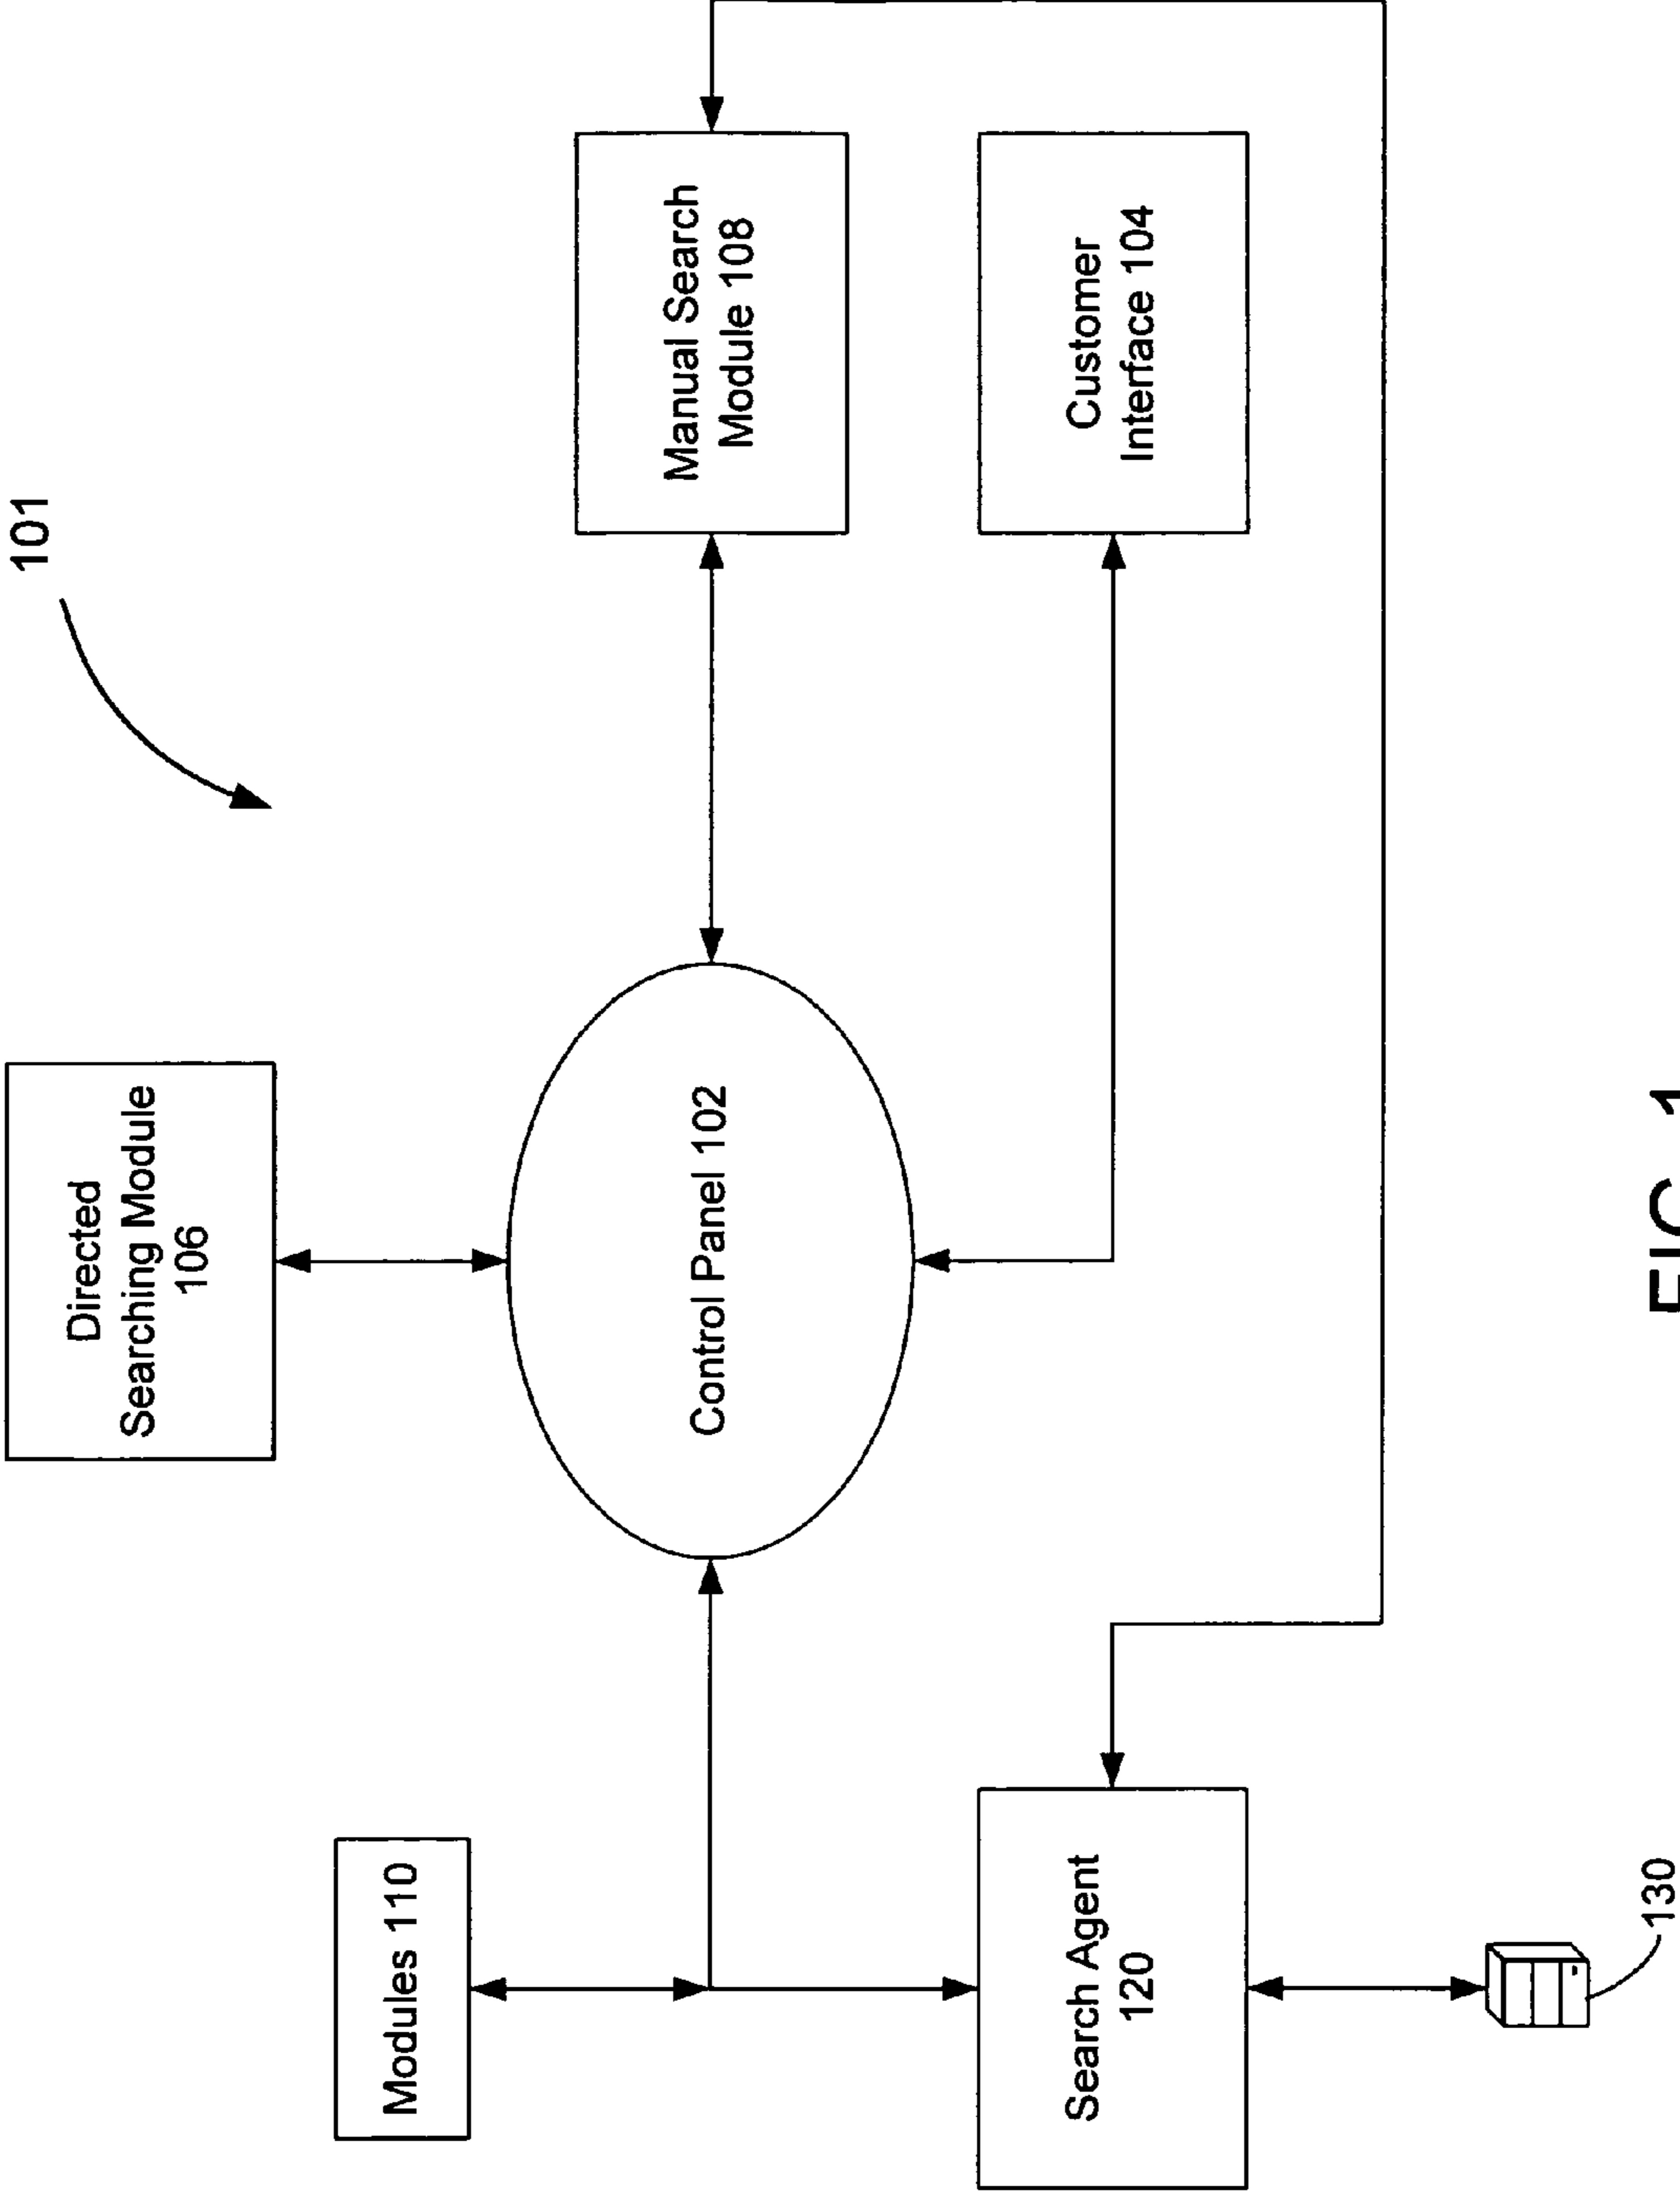 101
Directed
Searching Module
106
Modules 110
Control Panel 102
Manual Search
Module 108
Search Agent
120
Customer
Interface 104
130